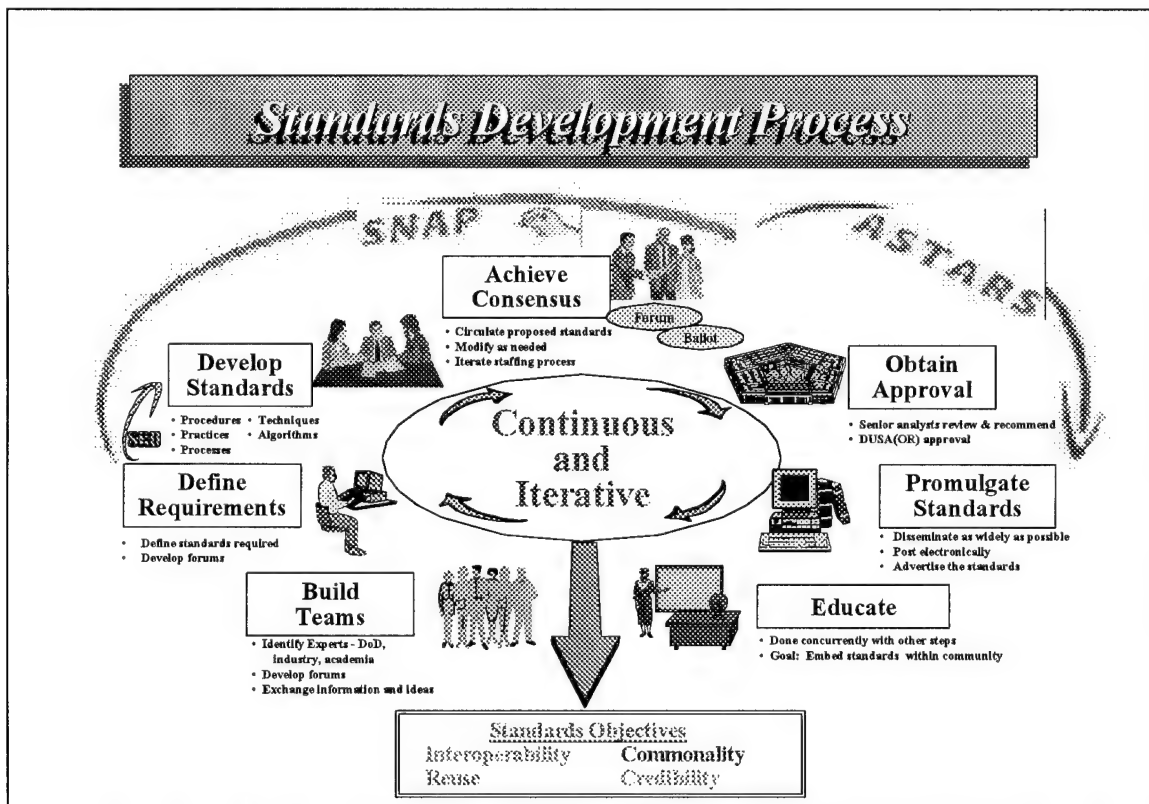 Standards Development Process
SNAP
ASTARS
Achieve
Consensus
• Circulate proposed standards
• Modify as needed
• Iterate staffing process
Forum
Ballot
Develop
Standards
• Procedures • Techniques
• Practices • Algorithms
• Processes
Obtain
Approval
• Senior analysts review & recommend
• DUSA(OR) approval
Continuous
and
Iterative
Define
Requirements
• Define standards required
• Develop forums
Promulgate
Standards
• Disseminate as widely as possible
• Post electronically
• Advertise the standards
Build
Teams
• Identify Experts - DoD,
industry, academia
• Develop forums
• Exchange information and ideas
Educate
• Done concurrently with other steps
• Goal: Embed standards within community
Standards Objectives
Interoperability Commonality
Reuse Credibility